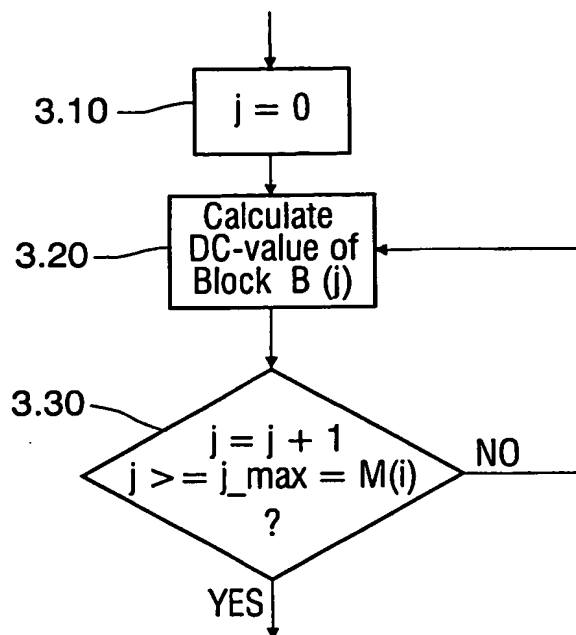 3.10
j = 0
3.20
Calculate
DC-value of
Block B (j)
3.30
j = j + 1
j > = j_max = M(i)
?
NO
YES